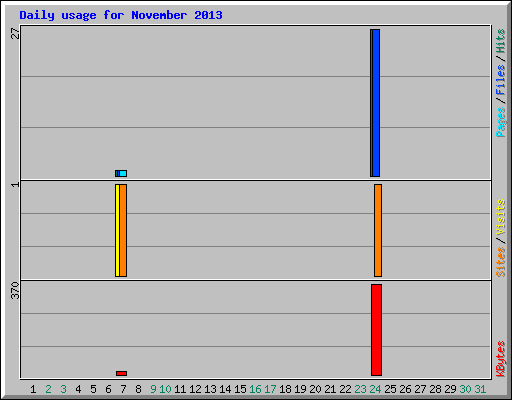 Daily usage for November 2013
27
Pages / Files / Hits
1
Sites / Visits
370
KBytes
1 2 3 4 5 6 7 8 9 10 11 12 13 14 15 16 17 18 19 20 21 22 23 24 25 26 27 28 29 30 31